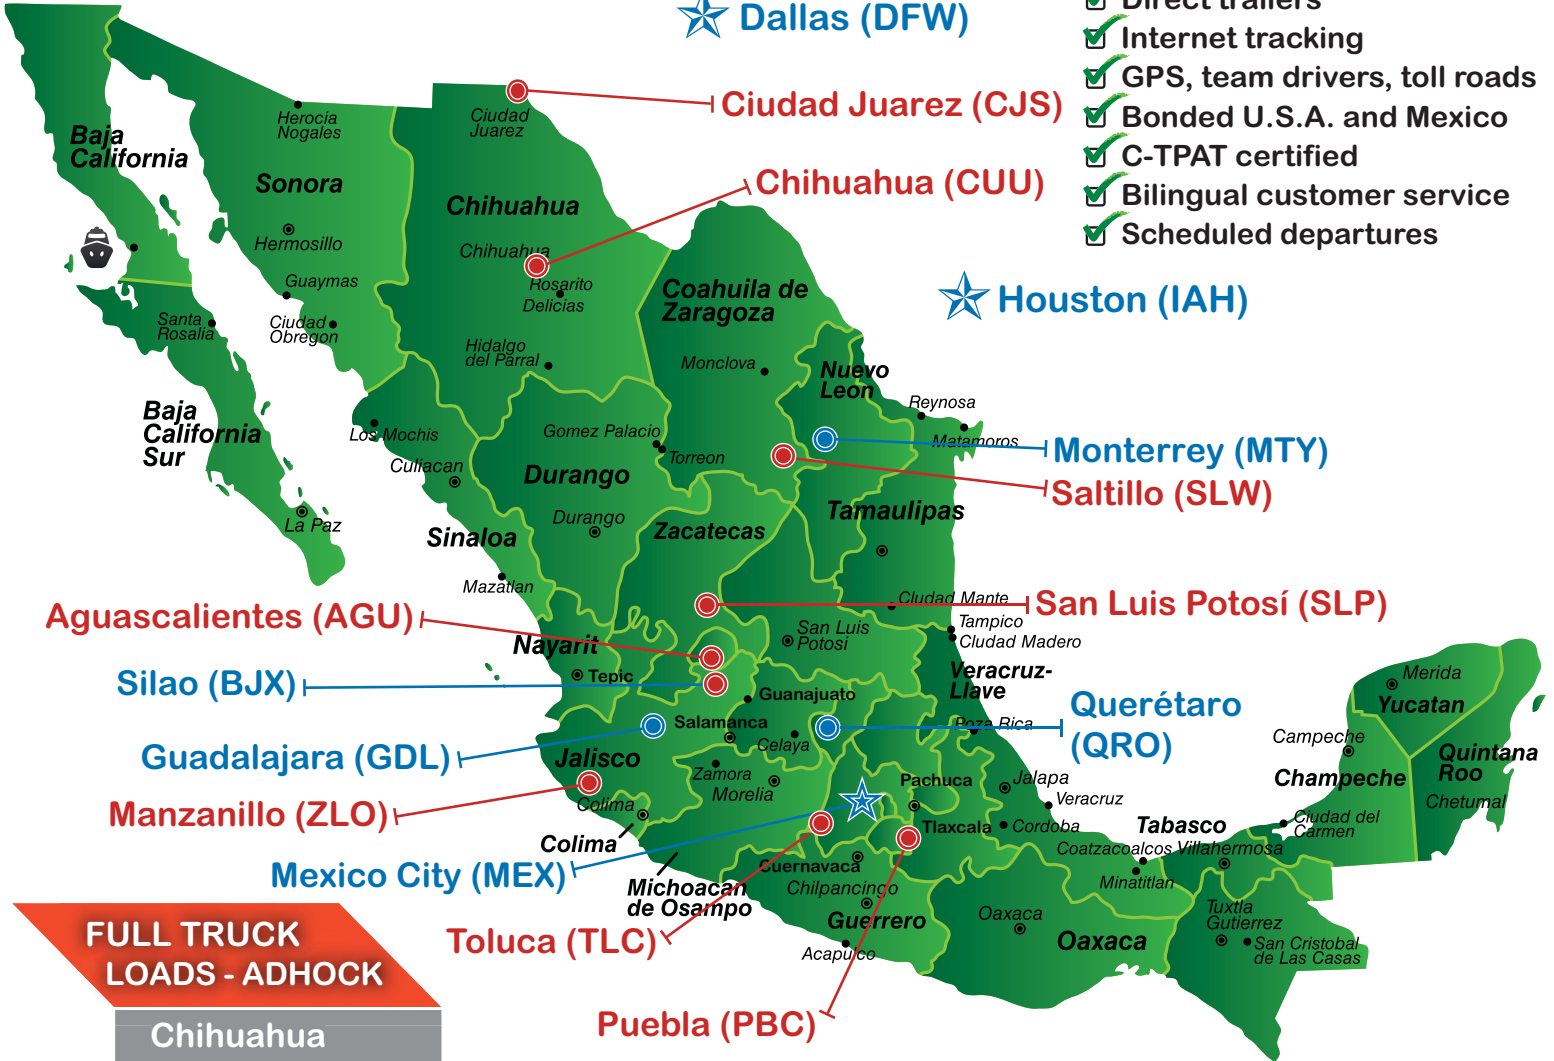 Dallas (DFW)
Direct trailers
Internet tracking
GPS, team drivers, toll roads
Bonded U.S.A. and Mexico
C-TPAT certified
Bilingual customer service
Scheduled departures
Ciudad Juarez (CJS)
Chihuahua (CUU)
Houston (IAH)
Monterrey (MTY)
Saltillo (SLW)
San Luis Potosí (SLP)
Querétaro
(QRO)
Aguascalientes (AGU)
Silao (BJX)
Guadalajara (GDL)
Manzanillo (ZLO)
Mexico City (MEX)
Toluca (TLC)
Puebla (PBC)
Baja
California
Herocia
Nogales
Sonora
Hermosillo
Guaymas
Ciudad
Obregon
Santa
Rosalia
Baja
California
Sur
La Paz
Ciudad
Juarez
Chihuahua
Chihuahua
Rosarito
Delicias
Hidalgo
del Parral
Coahuila de
Zaragoza
Monclova
Nuevo
Leon
Reynosa
Matamoros
Los Mochis
Culiacan
Gomez Palacio
Torreon
Durango
Durango
Sinaloa
Mazatlan
Zacatecas
Tamaulipas
Cludad Mante
Tampico
Cludad Madero
San Luis
Potosi
Nayarit
Tepic
Veracruz-
Llave
Guanajuato
Salamanca
Celaya
Poza Rica
Jalisco
Zamora
Morelia
Colima
Colima
Pachuca
Jalapa
Veracruz
Tlaxcala
Cordoba
Cuernavaca
Chilpancingo
Michoacan
de Osampo
Guerrero
Acapulco
Oaxaca
Oaxaca
Tabasco
Coatzacoalcos
Villahermosa
Minatitlan
Tuxtla
Gutierrez
San Cristobal
de Las Casas
Merida
Yucatan
Campeche
Champeche
Quintana
Roo
Chetumal
Ciudad del
Carmen
FULL TRUCK
LOADS - ADHOCK
Chihuahua